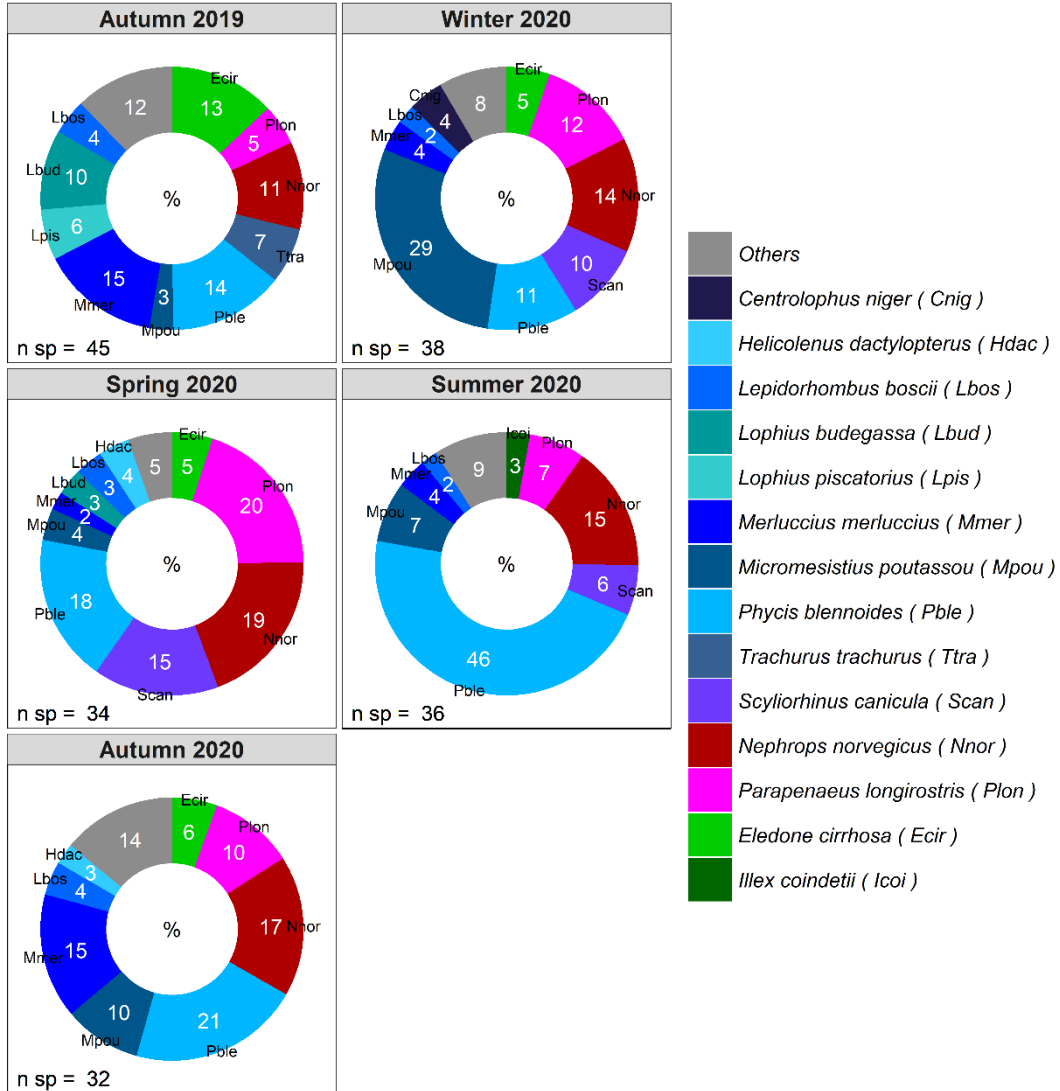 Autumn 2019
Ecir
13
Plon
5
Nnor
11
Ttra
7
Pble
14
Mpou
3
Mmer
15
Lpis
6
Lbud
10
Lbos
4
12
%
n sp = 45
Winter 2020
Ecir
5
Plon
12
Nnor
14
Scan
10
Pble
11
Mpou
29
Mmer
4
Lbos
2
Cnig
4
8
%
n sp = 38
Spring 2020
Ecir
5
Plon
20
Nnor
19
Scan
15
Pble
18
Mpou
4
Mmer
2
Lbud
3
Lbos
3
Hdac
4
5
%
n sp = 34
Summer 2020
Icoi
3
Plon
7
Nnor
15
Scan
6
Pble
46
Mpou
7
Mmer
4
Lbos
2
9
%
n sp = 36
Autumn 2020
Ecir
6
Plon
10
Nnor
17
Pble
21
Mpou
10
Mmer
15
Lbos
4
Hdac
3
14
%
n sp = 32
Others
Centrolophus niger ( Cnig )
Helicolenus dactylopterus ( Hdac )
Lepidorhombus boscii ( Lbos )
Lophius budegassa ( Lbud )
Lophius piscatorius ( Lpis )
Merluccius merluccius ( Mmer )
Micromesistius poutassou ( Mpou )
Phycis blennoides ( Pble )
Trachurus trachurus ( Ttra )
Scyliorhinus canicula ( Scan )
Nephrops norvegicus ( Nnor )
Parapenaeus longirostris ( Plon )
Eledone cirrhosa ( Ecir )
Illex coindetii ( Icoi )